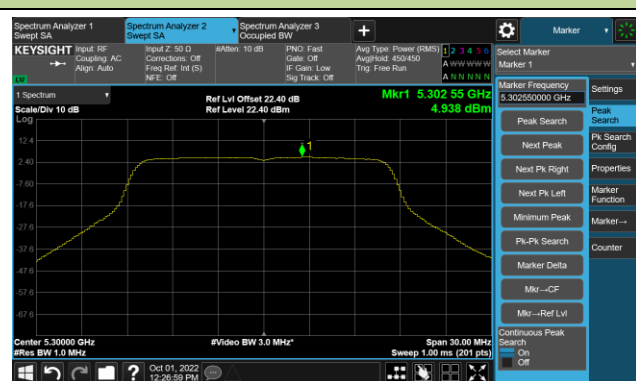 Spectrum Analyzer 1
Swept SA
Spectrum Analyzer 2
Swept SA
Spectrum Analyzer 3
Occupied BW
+
Marker
KEYSIGHT
Input: RF
Coupling: AC
Align: Auto
Input Z: 50 Ω
Corrections: Off
Freq Ref: Int (S)
NFE: Off
#Atten: 10 dB
PNO: Fast
Gate: Off
IF Gain: Low
Sig Track: Off
Avg Type: Power (RMS)
Avg|Hold: 450/450
Trig: Free Run
1 2 3 4 5 6
A W W W W W
A N N N N N
LXI
Select Marker
Marker 1
1 Spectrum
Scale/Div 10 dB
Log
Ref Lvl Offset 22.40 dB
Ref Level 22.40 dBm
Mkr1 5.302 55 GHz
4.938 dBm
1
12.4
2.40
-7.60
-17.6
-27.6
-37.6
-47.6
-57.6
-67.6
Center 5.30000 GHz
#Res BW 1.0 MHz
#Video BW 3.0 MHz*
Span 30.00 MHz
Sweep 1.00 ms (201 pts)
Marker Frequency
5.302550000 GHz
Peak Search
Next Peak
Next Pk Right
Next Pk Left
Minimum Peak
Pk-Pk Search
Marker Delta
Mkr→CF
Mkr→Ref Lvl
Continuous Peak
Search
On
Off
Settings
Peak
Search
Pk Search
Config
Properties
Marker
Function
Marker→
Counter
?
Oct 01, 2022
12:26:59 PM